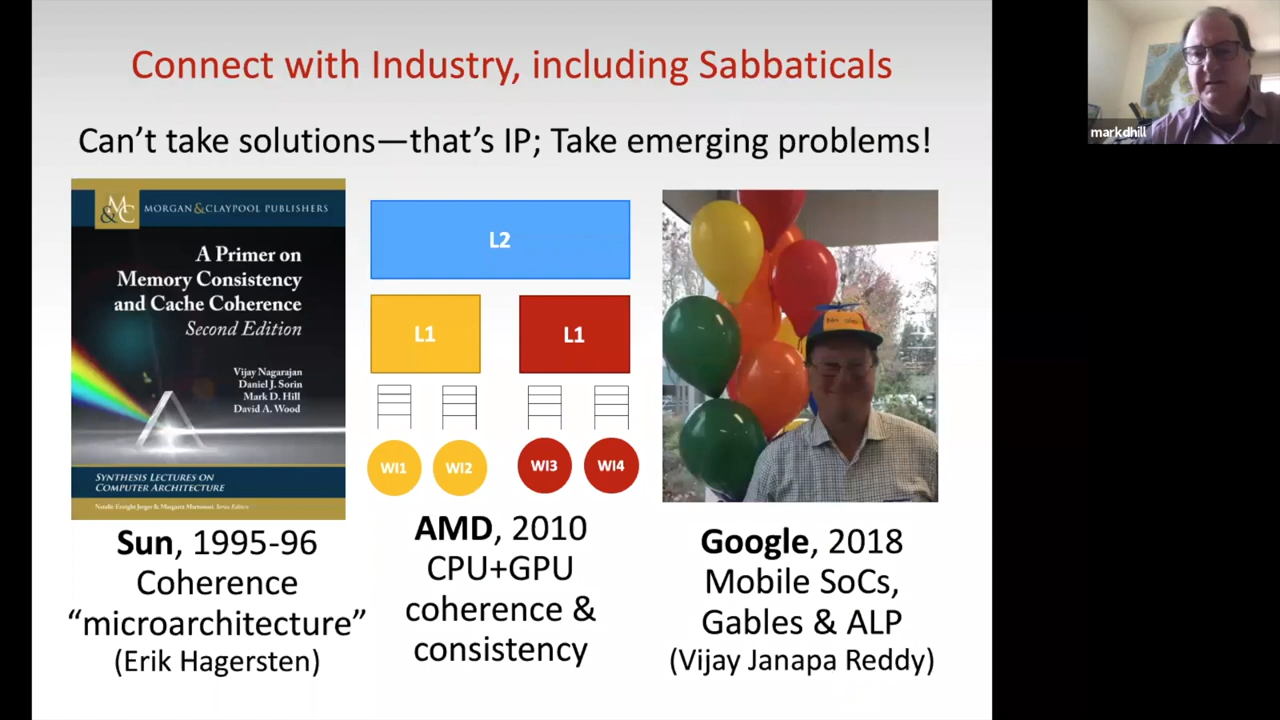 Connect with Industry, including Sabbaticals
Can’t take solutions—that’s IP; Take emerging problems!
M
&C
MORGAN & CLAYPOOL PUBLISHERS
A Primer on
Memory Consistency
and Cache Coherence
Second Edition
Vijay Nagarajan
Daniel J. Sorin
Mark D. Hill
David A. Wood
SYNTHESIS LECTURES ON
COMPUTER ARCHITECTURE
Natalie Enright Jerger & Margaret Martonosi, Series Editors
Sun, 1995-96
Coherence
“microarchitecture”
(Erik Hagersten)
L2
L1 L1
WI1 WI2 WI3 WI4
AMD, 2010
CPU+GPU
coherence &
consistency
Google, 2018
Mobile SoCs,
Gables & ALP
(Vijay Janapa Reddy)
markdhill